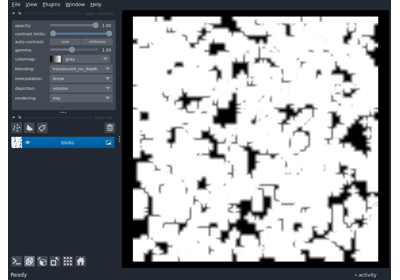 File View Plugins Window Help
opacity: 1.00
contrast limits:
auto-contrast: once continuous
gamma: 1.00
colormap: gray
blending: translucent_no_depth
interpolation: linear
depiction: volume
rendering: mip
blobs
Ready
activity